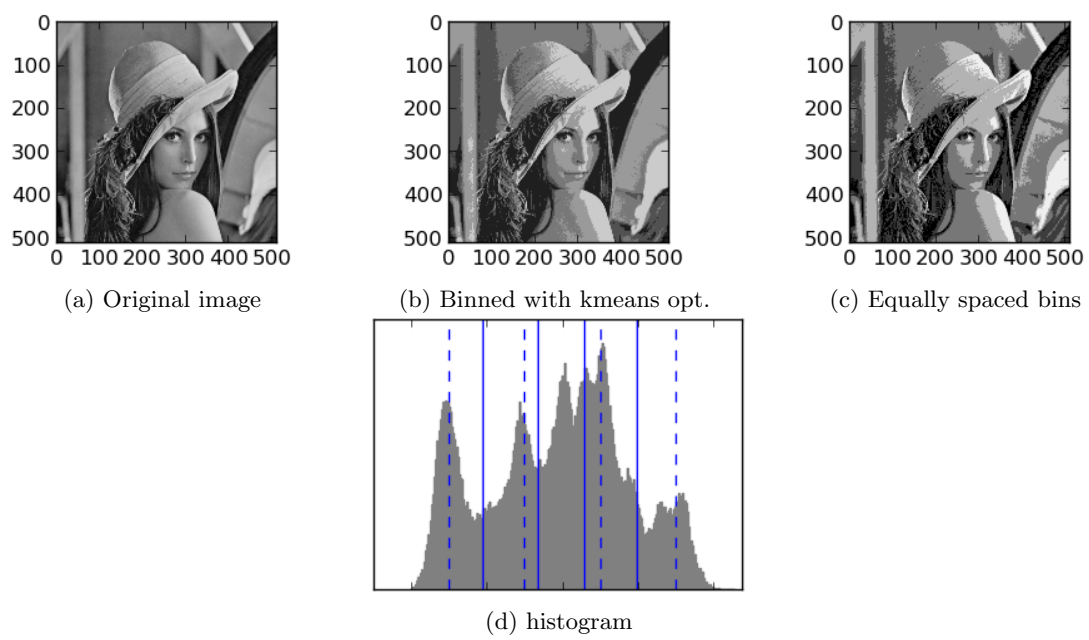 0
100
200
300
400
500
0 100 200 300 400 500
(a) Original image
0
100
200
300
400
500
0 100 200 300 400 500
(b) Binned with kmeans opt.
0
100
200
300
400
500
0 100 200 300 400 500
(c) Equally spaced bins
(d) histogram